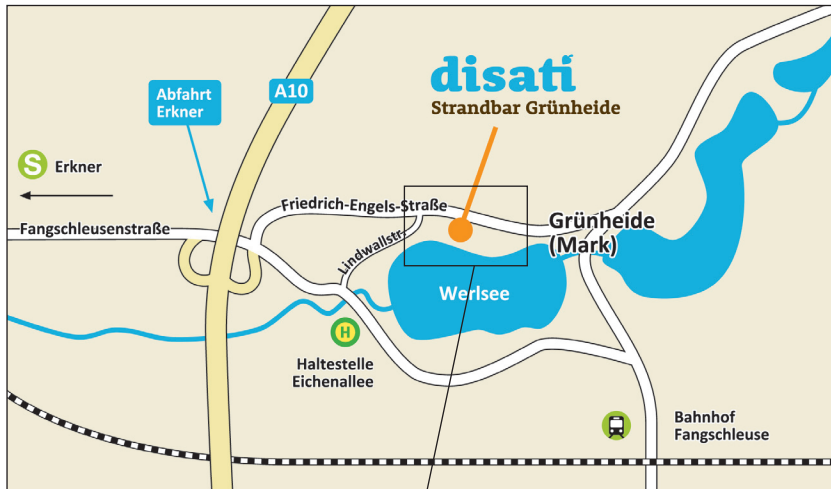 disati
Strandbar Grünheide
A10
Abfahrt
Erkner
S Erkner
Friedrich-Engels-Straße
Fangschleusenstraße
Grünheide
(Mark)
Lindwallstr.
Werlsee
H
Haltestelle
Eichenallee
Bahnhof
Fangschleuse